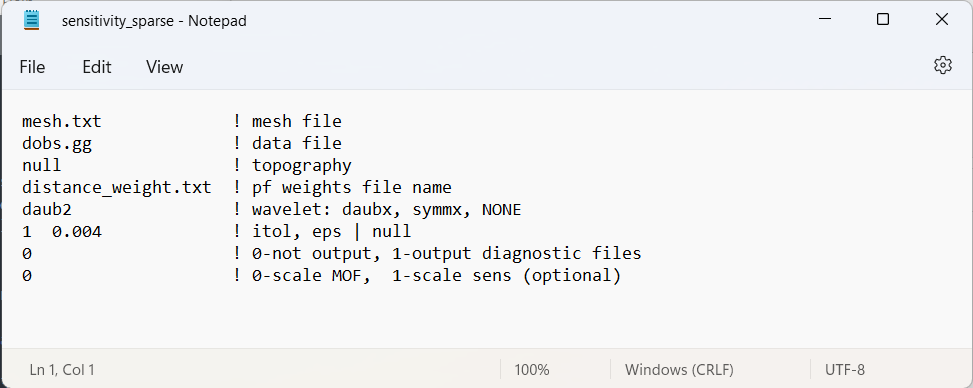 sensitivity_sparse - Notepad
File Edit View
mesh.txt ! mesh file
dobs.gg ! data file
null ! topography
distance_weight.txt ! pf weights file name
daub2 ! wavelet: daubx, symmx, NONE
1 0.004 ! itol, eps | null
0 ! 0-not output, 1-output diagnostic files
0 ! 0-scale MOF, 1-scale sens (optional)
Ln 1, Col 1 100% Windows (CRLF) UTF-8